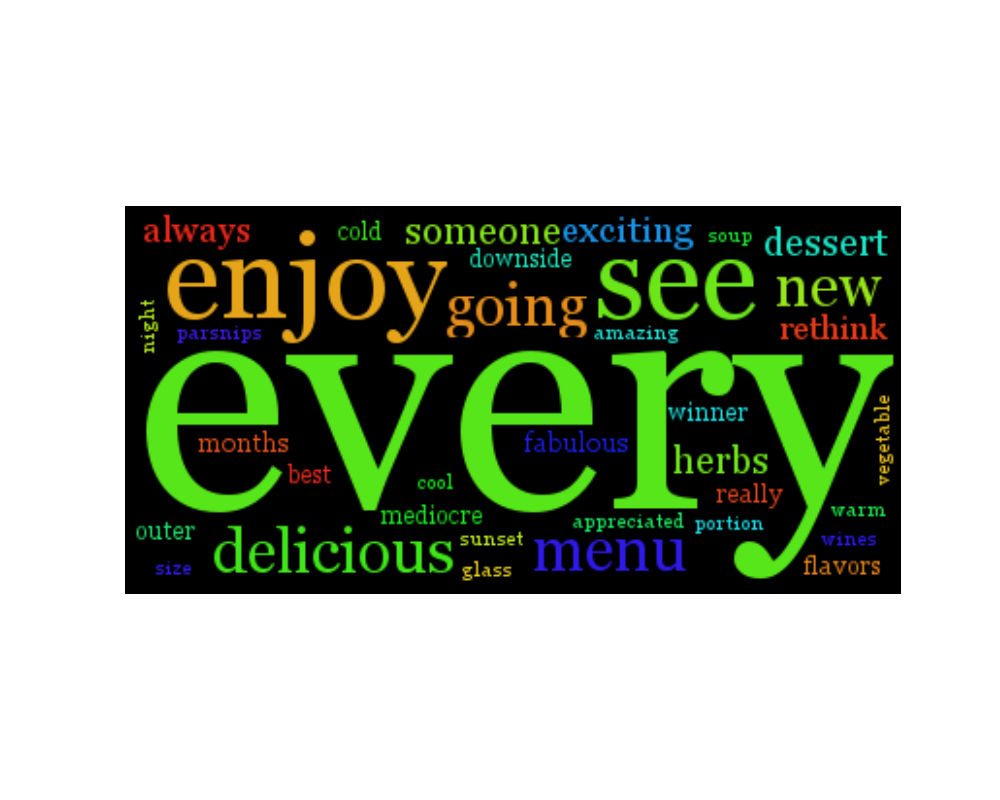 always
cold
someone
exciting
soup
dessert
downside
enjoy
see
new
going
night
parsnips
amazing
rethink
every
winner
vegetable
months
fabulous
herbs
best
cool
really
mediocre
appreciated
portion
warm
outer
delicious
sunset
menu
wines
size
glass
flavors